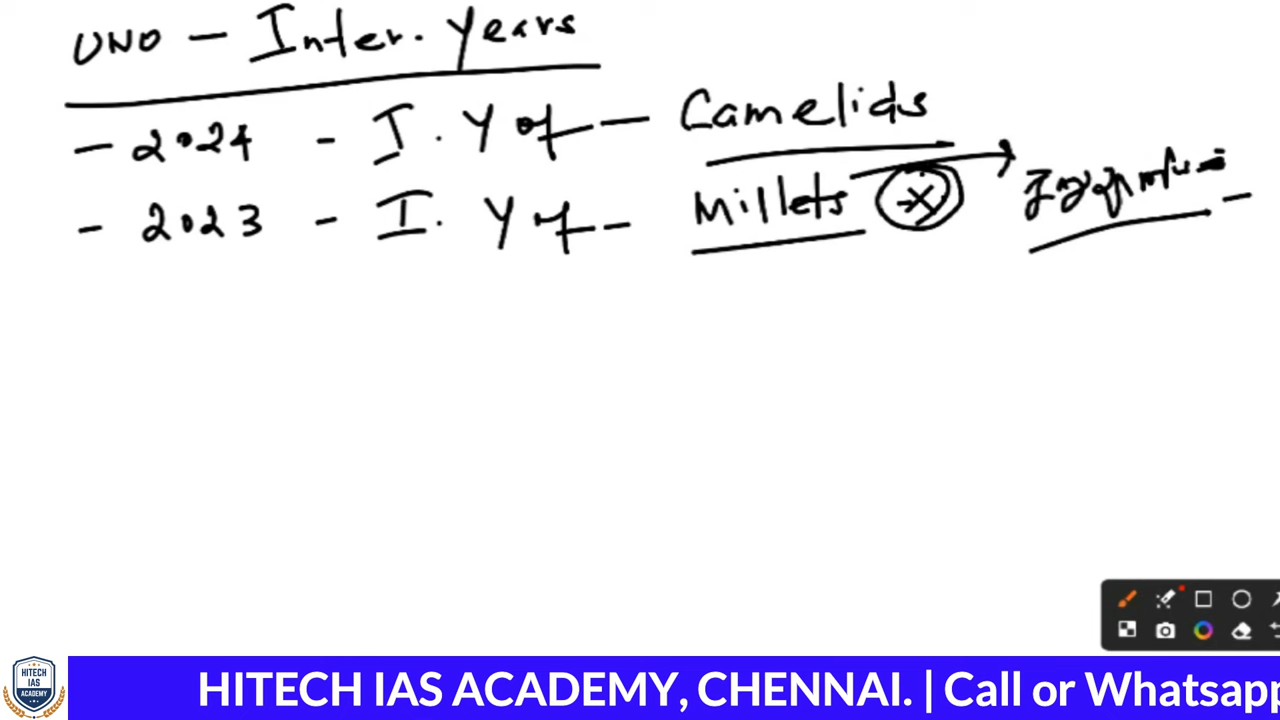 UNO - Inter. Years
- 2024 - I. Y of - Camelids
- 2023 - I. Y of - Millets
HITECH IAS ACADEMY
HITECH IAS ACADEMY, CHENNAI. | Call or Whatsapp